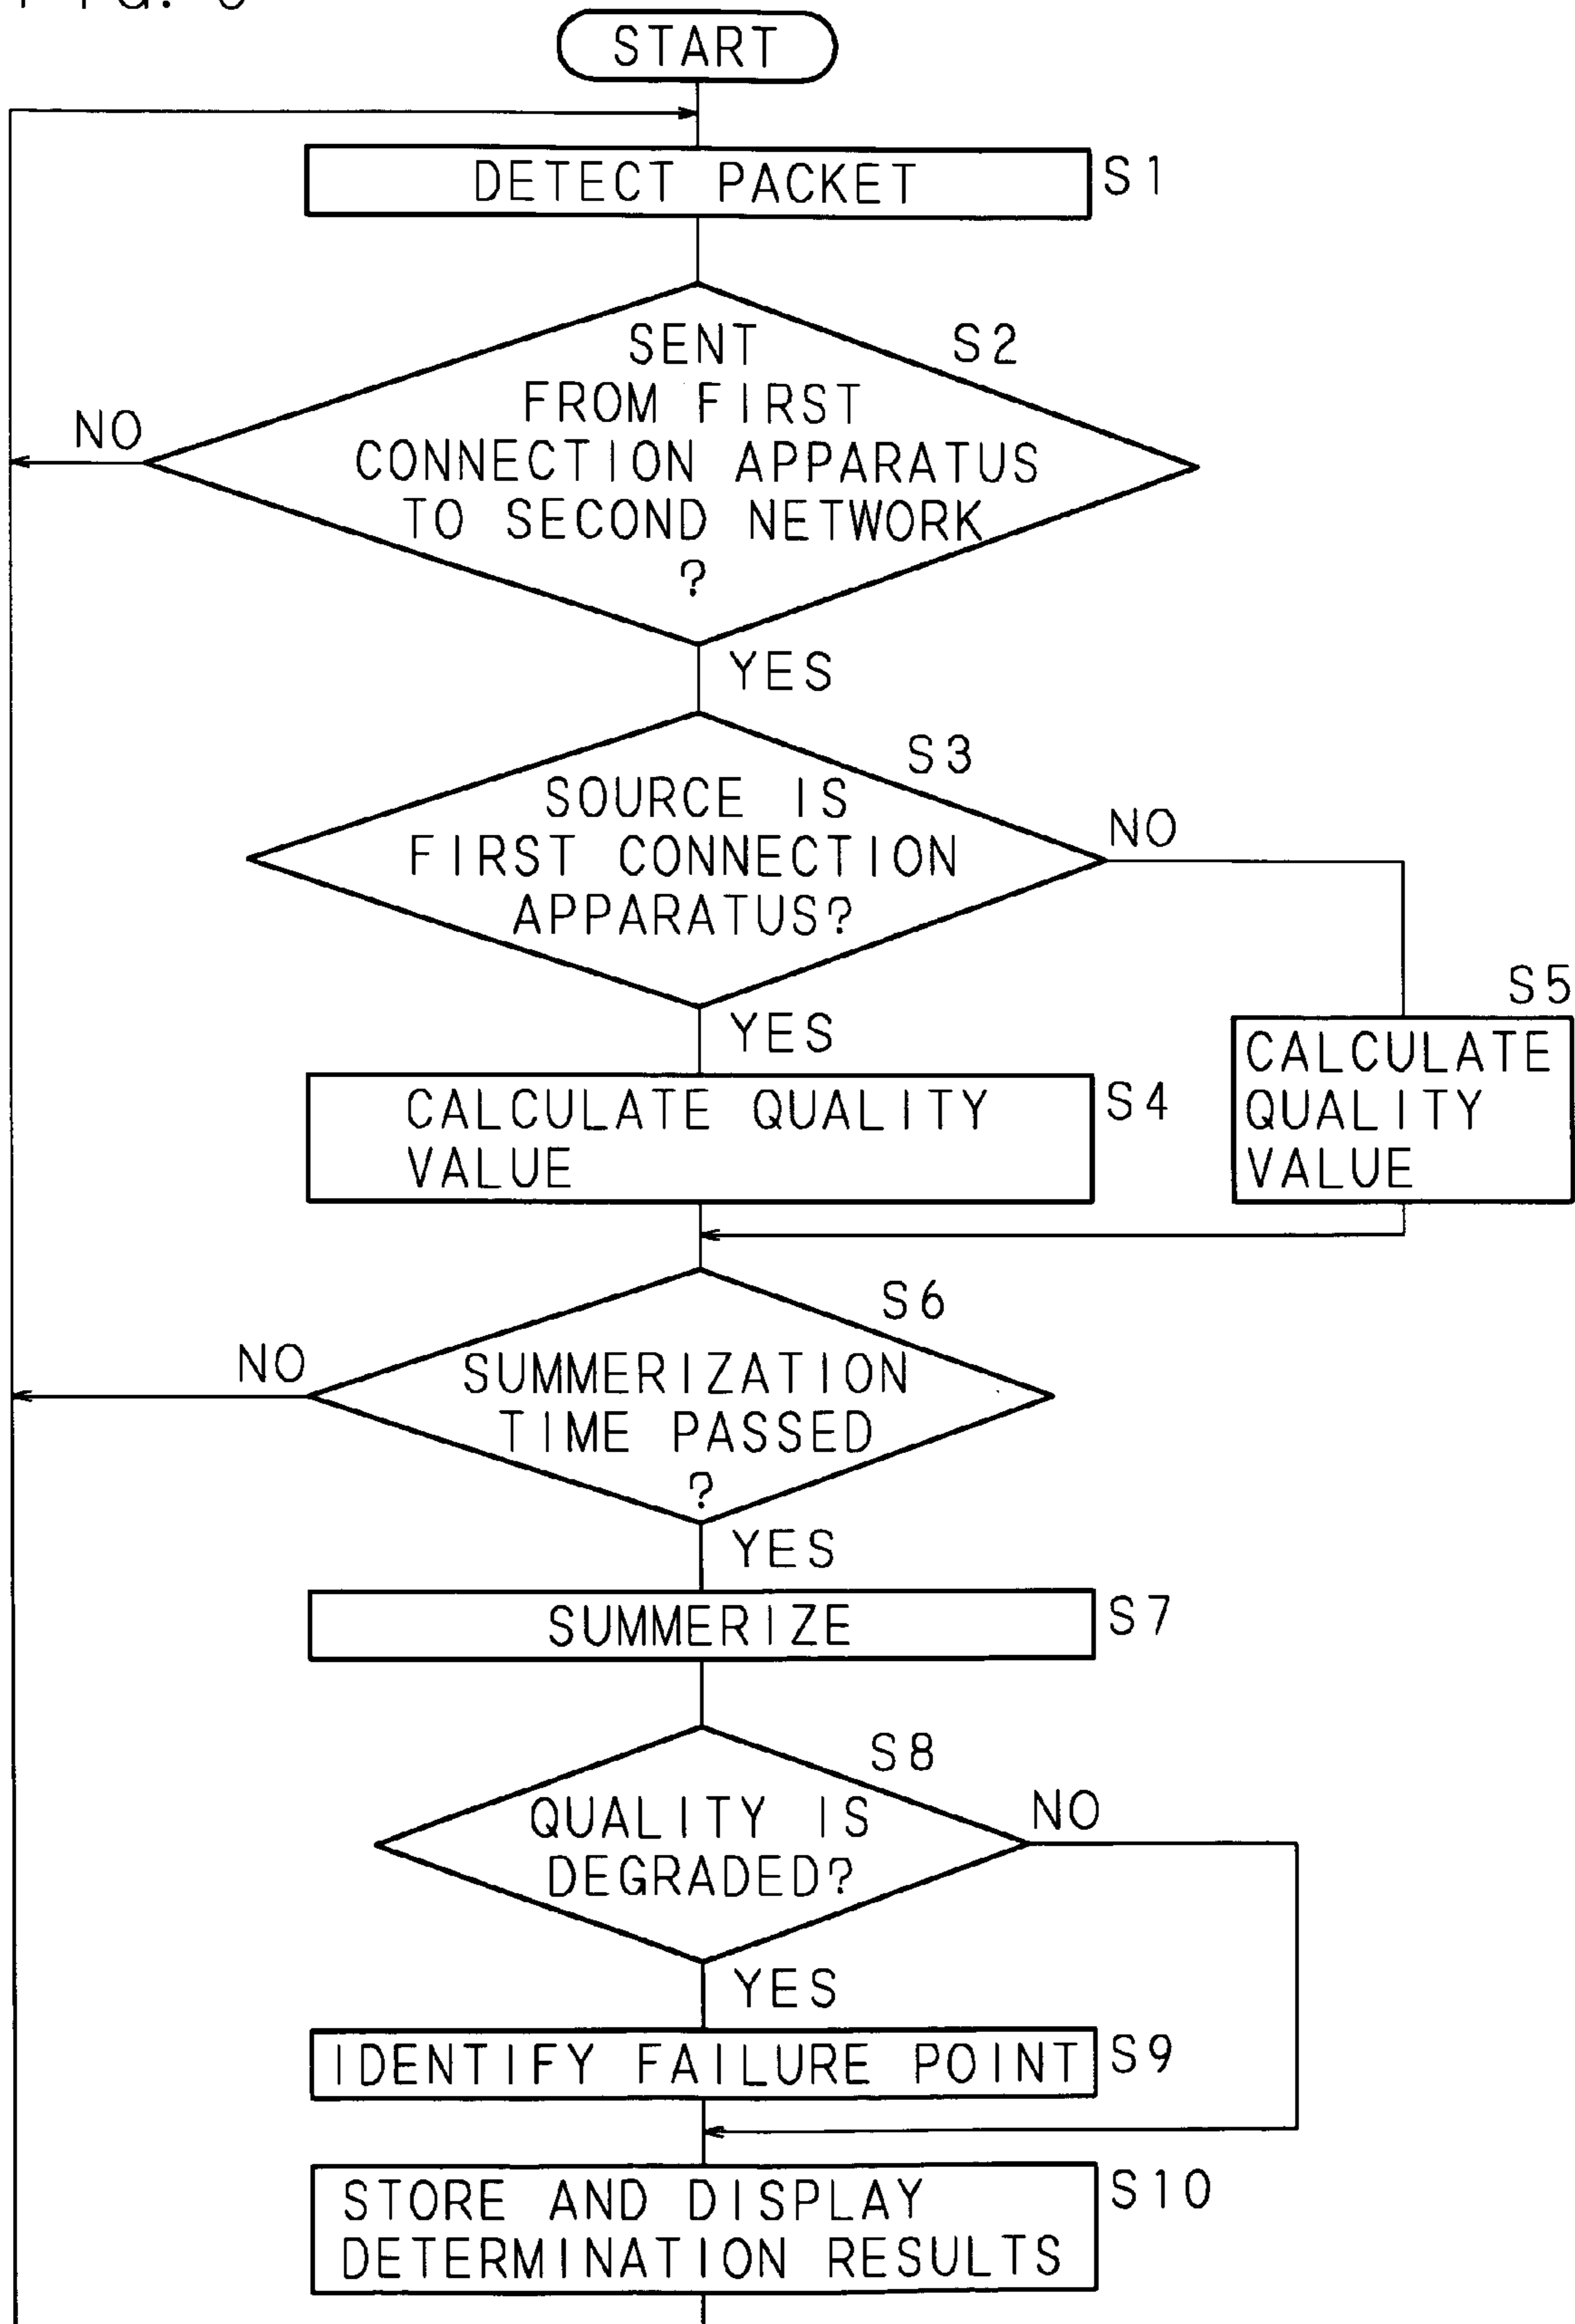 START
DETECT PACKET
S1
S2
SENT
FROM FIRST
CONNECTION APPARATUS
TO SECOND NETWORK
?
NO
YES
S3
SOURCE IS
FIRST CONNECTION
APPARATUS?
NO
YES
S5
CALCULATE
QUALITY
VALUE
CALCULATE QUALITY
VALUE
S4
S6
SUMMERIZATION
TIME PASSED
?
NO
YES
SUMMERIZE
S7
S8
QUALITY IS
DEGRADED?
NO
YES
IDENTIFY FAILURE POINT
S9
STORE AND DISPLAY
DETERMINATION RESULTS
S10